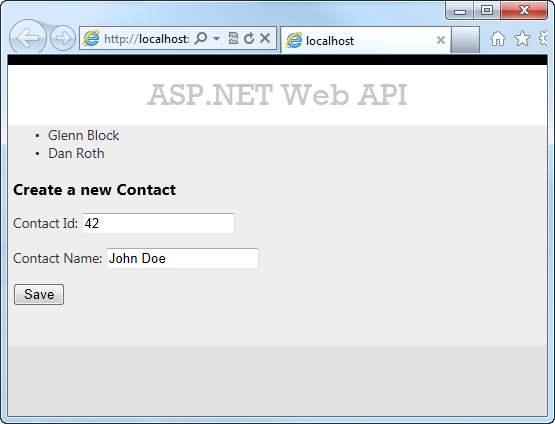 http://localhost:
localhost
ASP.NET Web API
• Glenn Block
• Dan Roth
Create a new Contact
Contact Id: 42
Contact Name: John Doe
Save